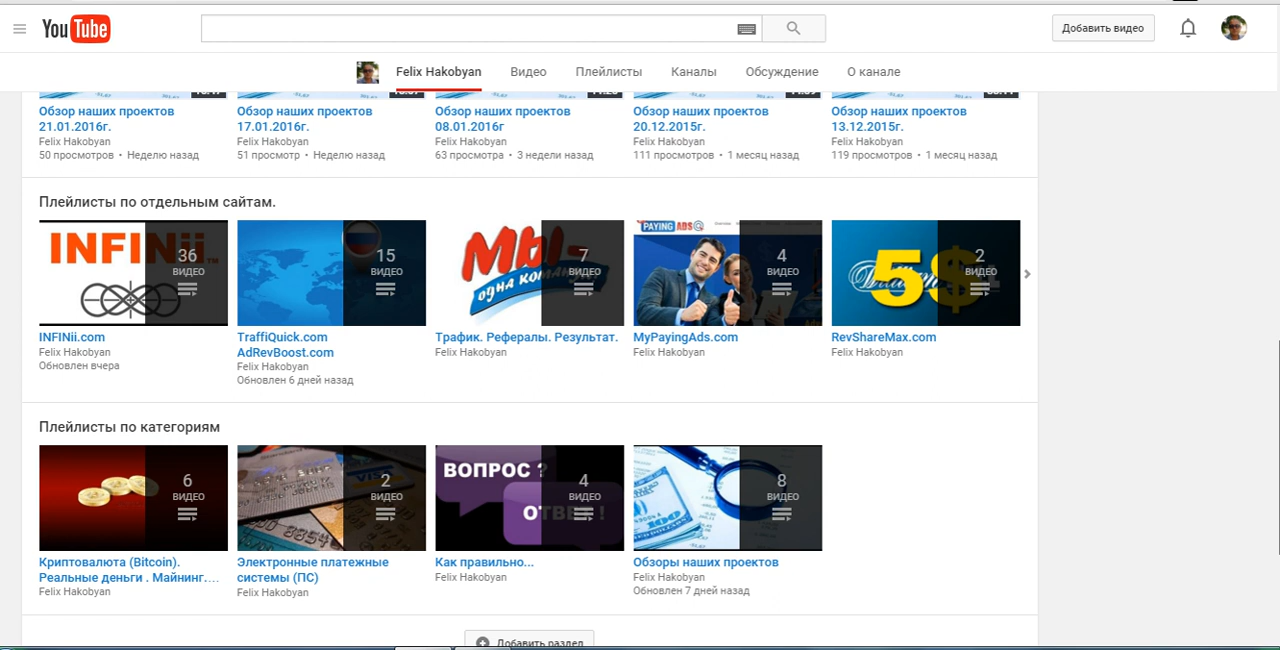 YouTube
Добавить видео
Felix Hakobyan Видео Плейлисты Каналы Обсуждение О канале
Обзор наших проектов 21.01.2016г.
Felix Hakobyan
50 просмотров • Неделю назад
Обзор наших проектов 17.01.2016г.
Felix Hakobyan
51 просмотр • Неделю назад
Обзор наших проектов 08.01.2016г
Felix Hakobyan
63 просмотра • 3 недели назад
Обзор наших проектов 20.12.2015г.
Felix Hakobyan
111 просмотров • 1 месяц назад
Обзор наших проектов 13.12.2015г.
Felix Hakobyan
119 просмотров • 1 месяц назад
Плейлисты по отдельным сайтам.
INFINii
36
ВИДЕО
INFINii.com
Felix Hakobyan
Обновлен вчера
15
ВИДЕО
TraffiQuick.com
AdRevBoost.com
Felix Hakobyan
Обновлен 6 дней назад
МЫ-
одна команда
7
ВИДЕО
Трафик. Рефералы. Результат.
Felix Hakobyan
PAYING ADS
4
ВИДЕО
MyPayingAds.com
Felix Hakobyan
5$
2
ВИДЕО
RevShareMax.com
Felix Hakobyan
Плейлисты по категориям
6
ВИДЕО
Криптовалюта (Bitcoin).
Реальные деньги . Майнинг....
Felix Hakobyan
VISA
2
ВИДЕО
Электронные платежные
системы (ПС)
Felix Hakobyan
ВОПРОС ?
ОТВЕТ !
4
ВИДЕО
Как правильно...
Felix Hakobyan
100
8
ВИДЕО
Обзоры наших проектов
Felix Hakobyan
Обновлен 7 дней назад
Добавить раздел